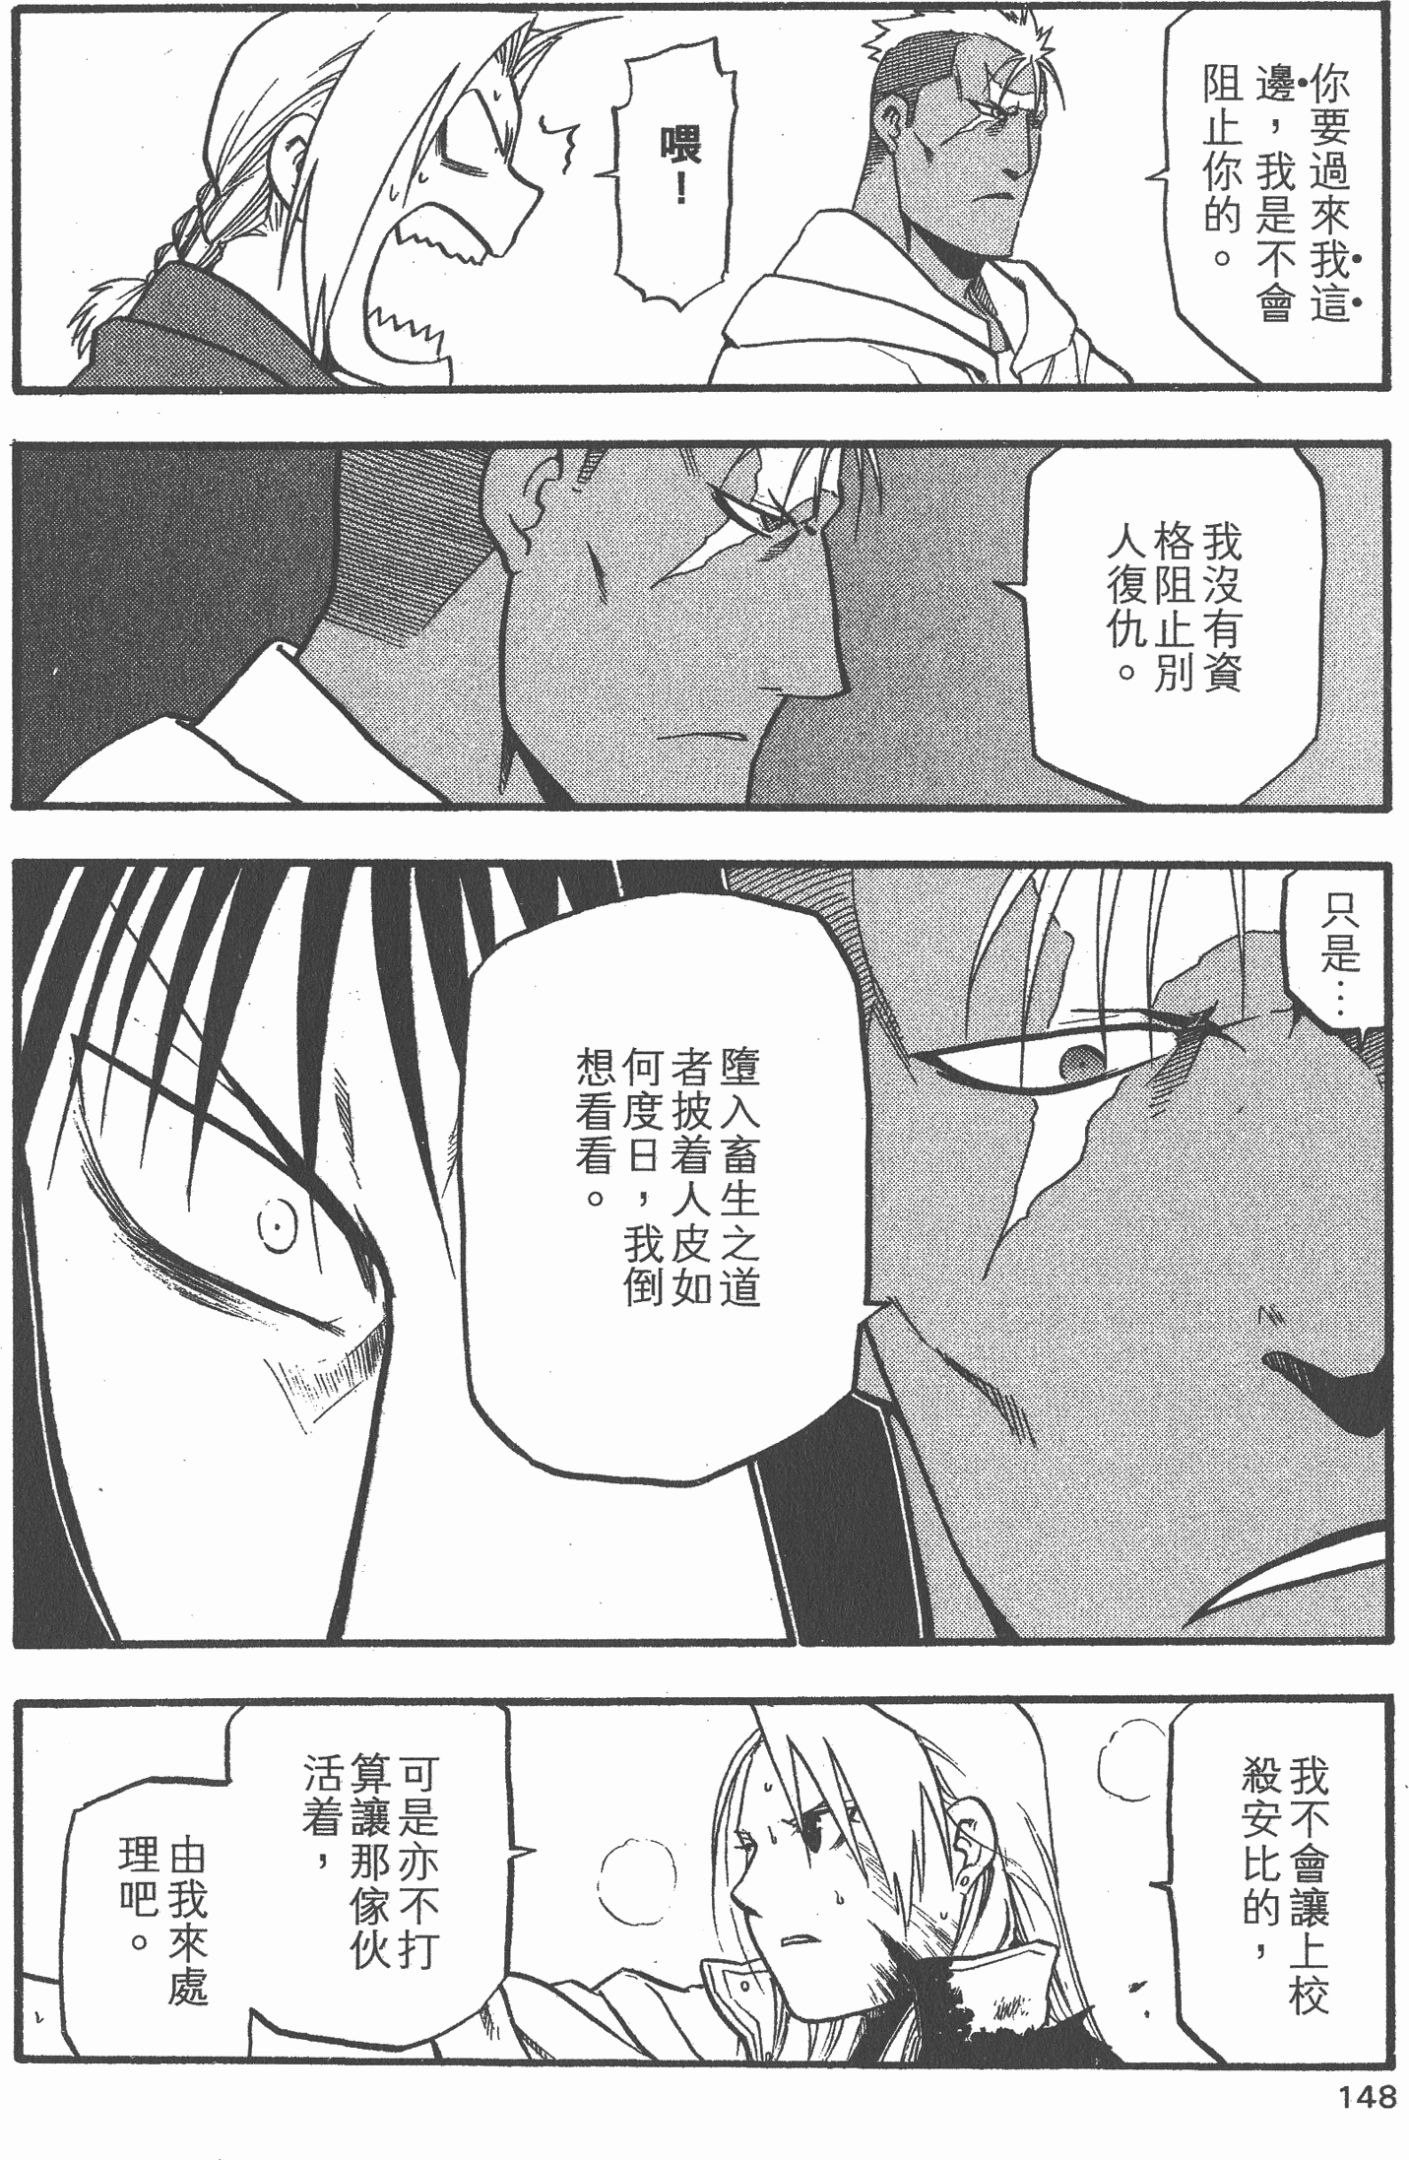 你要過來我這
邊，我是不會
阻止你的。
喂！
我沒有資
格阻止別
人復仇。
只是…
墮入畜生之道
者披着人皮如
何度日，我倒
想看看。
我不會讓上校
殺安比的，
可是亦不打
算讓那傢伙
活着，
由我來處
理吧。
148